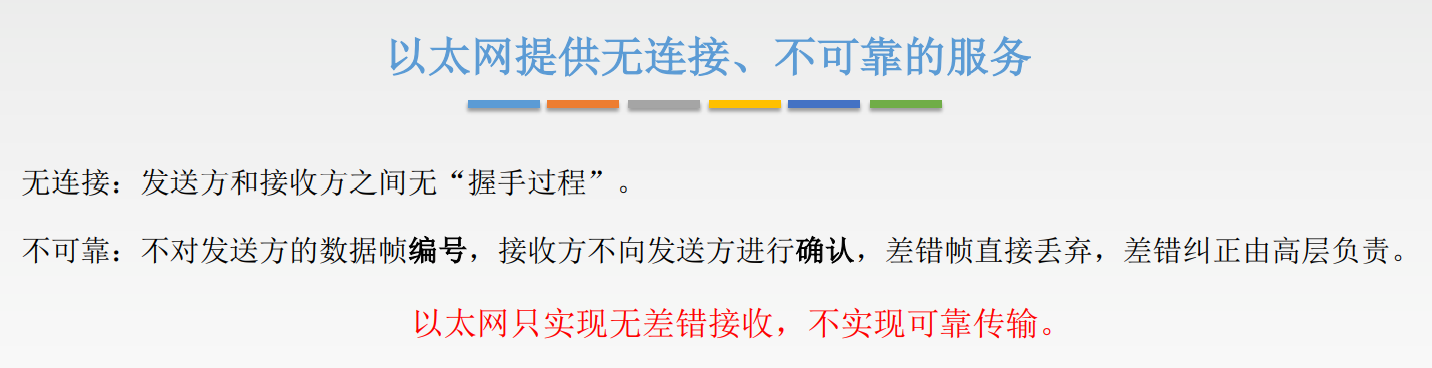 以太网提供无连接、不可靠的服务
无连接：发送方和接收方之间无“握手过程”。
不可靠：不对发送方的数据帧编号，接收方不向发送方进行确认，差错帧直接丢弃，差错纠正由高层负责。
以太网只实现无差错接收，不实现可靠传输。